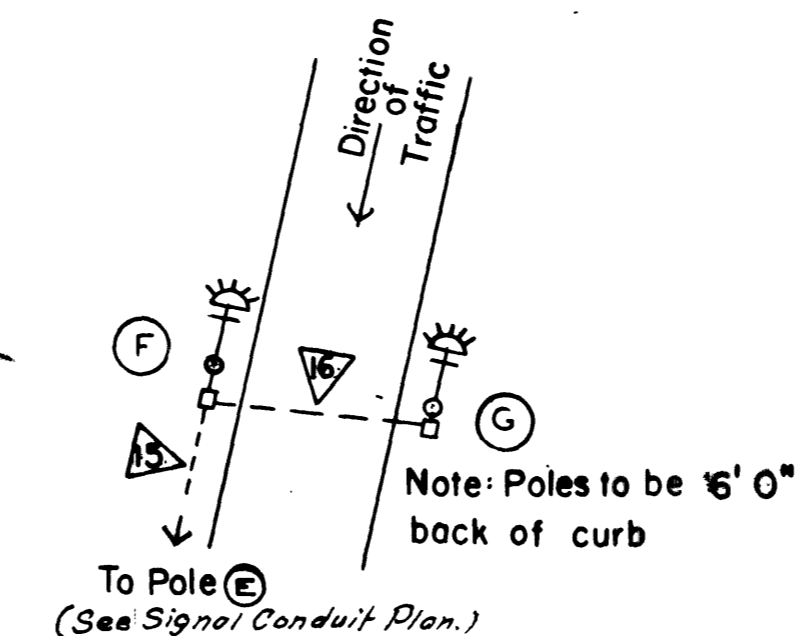 Direction
of
Traffic
F
16
G
15
Note: Poles to be 6' 0"
back of curb
To Pole E
(See Signal Conduit Plan.)